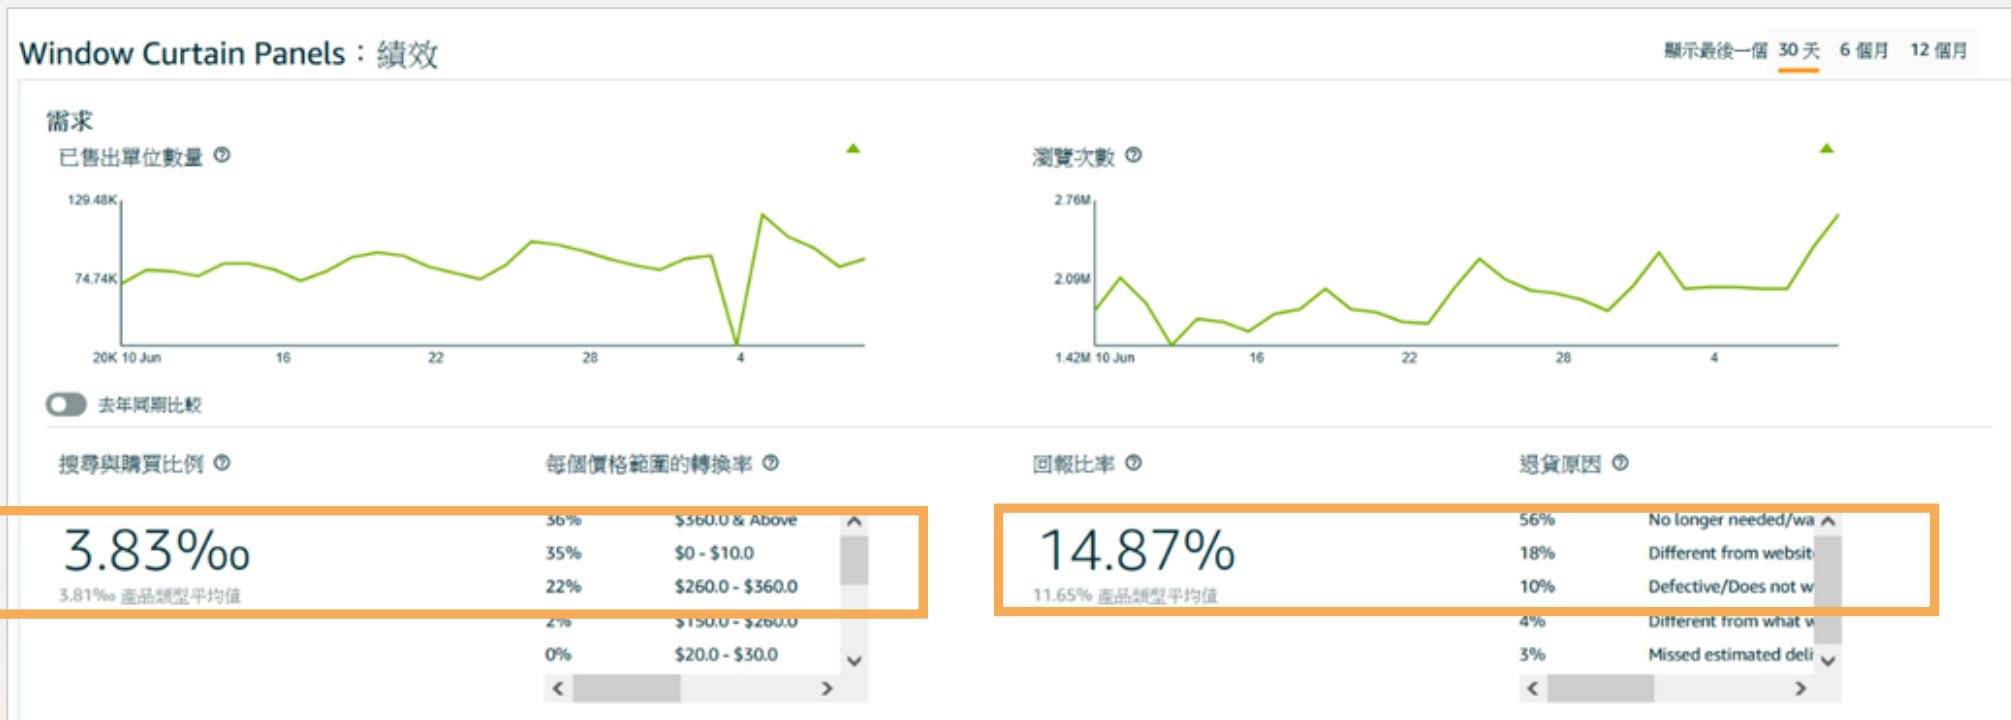 Window Curtain Panels：績效
顯示最後一個 30 天 6 個月 12 個月
需求
已售出單位數量
129.48K
74.74K
20K 10 Jun 16 22 28 4
瀏覽次數
2.76M
2.09M
1.42M 10 Jun 16 22 28 4
去年同期比較
搜尋與購買比例
3.83‰
3.81‰ 產品類型平均值
每個價格範圍的轉換率
36% $360.0 & Above
35% $0 - $10.0
22% $260.0 - $360.0
2% $150.0 - $260.0
0% $20.0 - $30.0
回報比率
14.87%
11.65% 產品類型平均值
退貨原因
56% No longer needed/wa
18% Different from websit
10% Defective/Does not w
4% Different from what w
3% Missed estimated deli